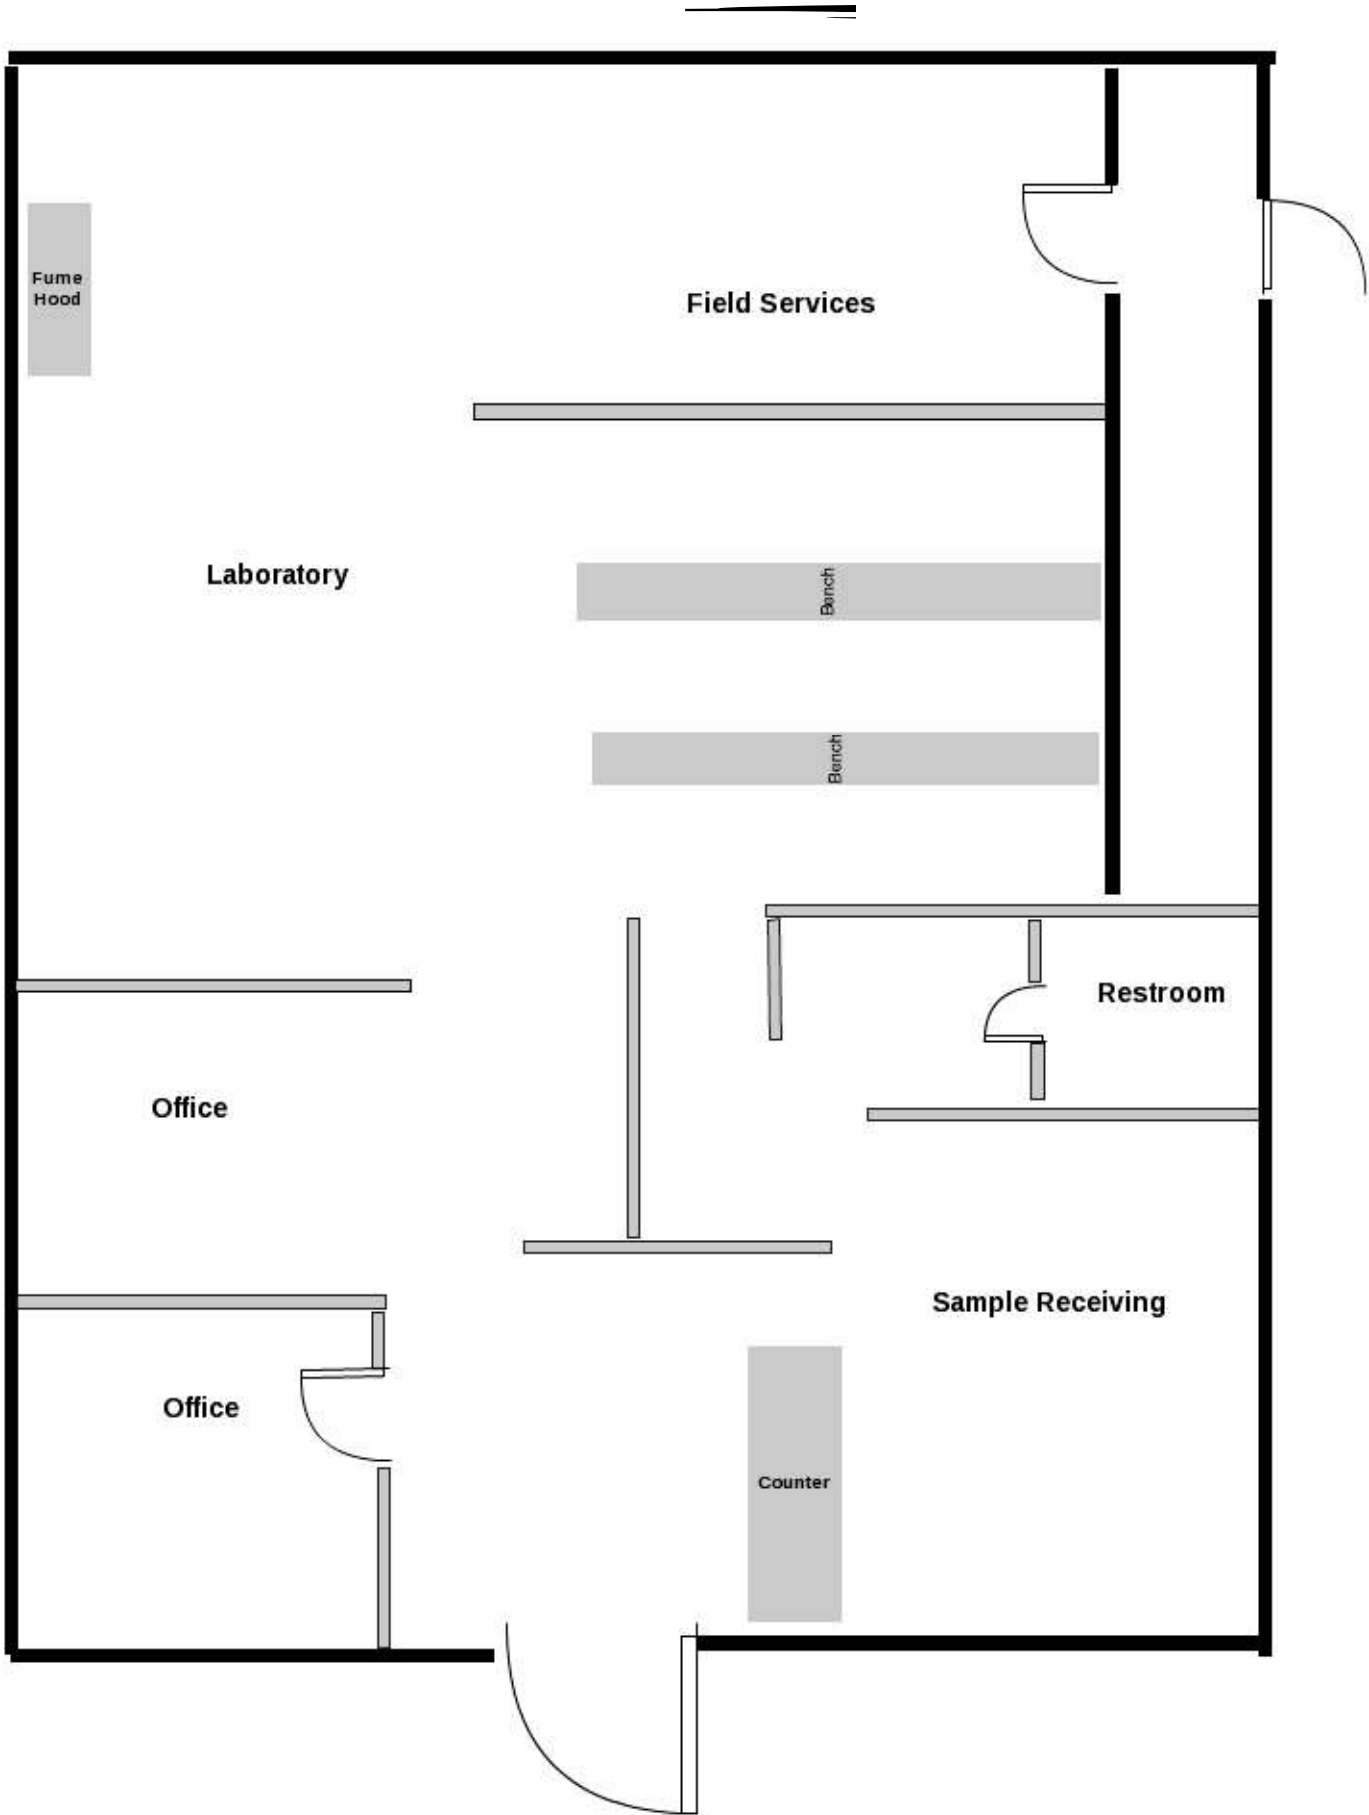 Fume
Hood
Field Services
Laboratory
Bench
Bench
Restroom
Office
Sample Receiving
Office
Counter